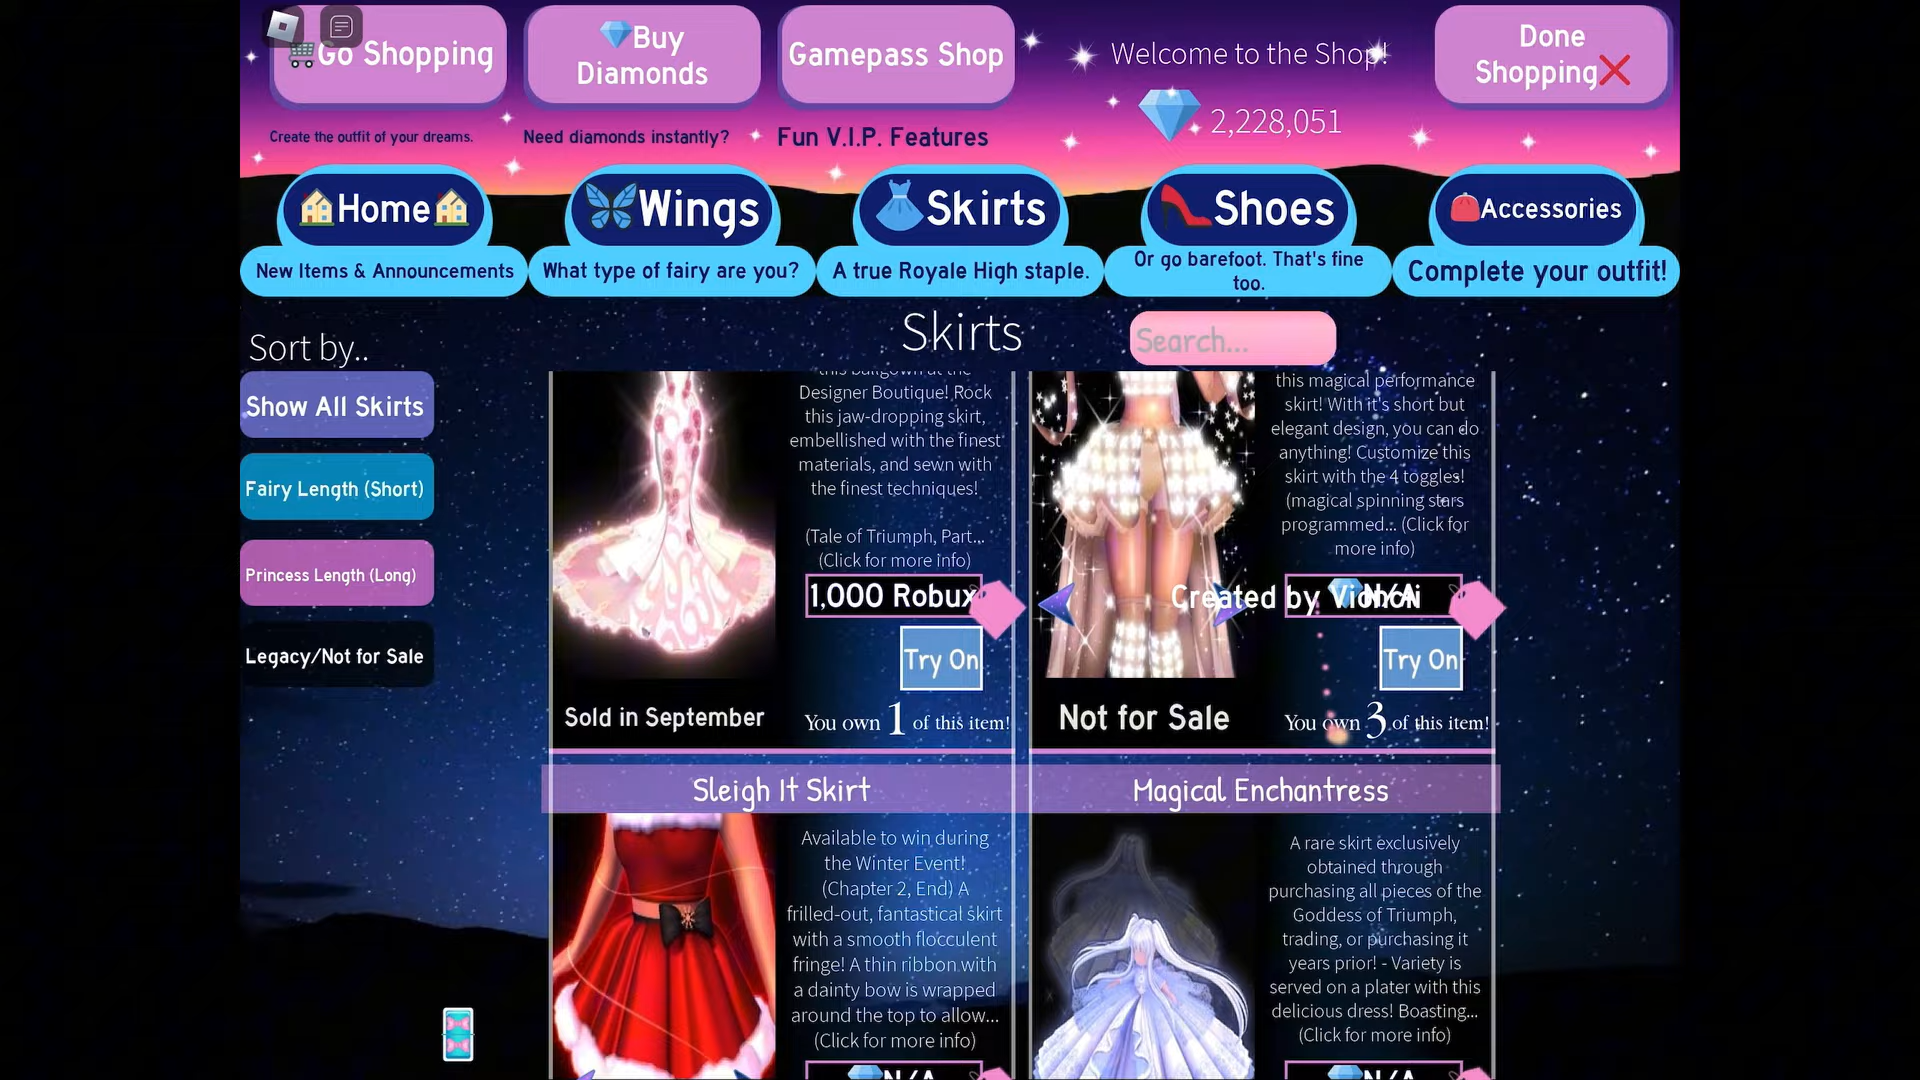 Go Shopping
Buy
Diamonds
Gamepass Shop
Welcome to the Shop!
Done
Shopping
2,228,051
Create the outfit of your dreams.
Need diamonds instantly?
Fun V.I.P. Features
Home
Wings
Skirts
Shoes
Accessories
New Items & Announcements
What type of fairy are you?
A true Royale High staple.
Or go barefoot. That's fine
too.
Complete your outfit!
Skirts
Search...
Sort by..
Show All Skirts
Fairy Length (Short)
Princess Length (Long)
Legacy/Not for Sale
this ballgown at the
Designer Boutique! Rock
this jaw-dropping skirt,
embellished with the finest
materials, and sewn with
the finest techniques!
(Tale of Triumph, Part...
(Click for more info)
1,000 Robux
Try On
Sold in September
You own 1 of this item!
this magical performance
skirt! With it's short but
elegant design, you can do
anything! Customize this
skirt with the 4 toggles!
(magical spinning stars
programmed... (Click for
more info)
Created by
N/A
Try On
Not for Sale
You own 3 of this item!
Sleigh It Skirt
Available to win during
the Winter Event!
(Chapter 2, End) A
frilled-out, fantastical skirt
with a smooth flocculent
fringe! A thin ribbon with
a dainty bow is wrapped
around the top to allow...
(Click for more info)
N/A
Magical Enchantress
A rare skirt exclusively
obtained through
purchasing all pieces of the
Goddess of Triumph,
trading, or purchasing it
years prior! - Variety is
served on a plater with this
delicious dress! Boasting...
(Click for more info)
N/A